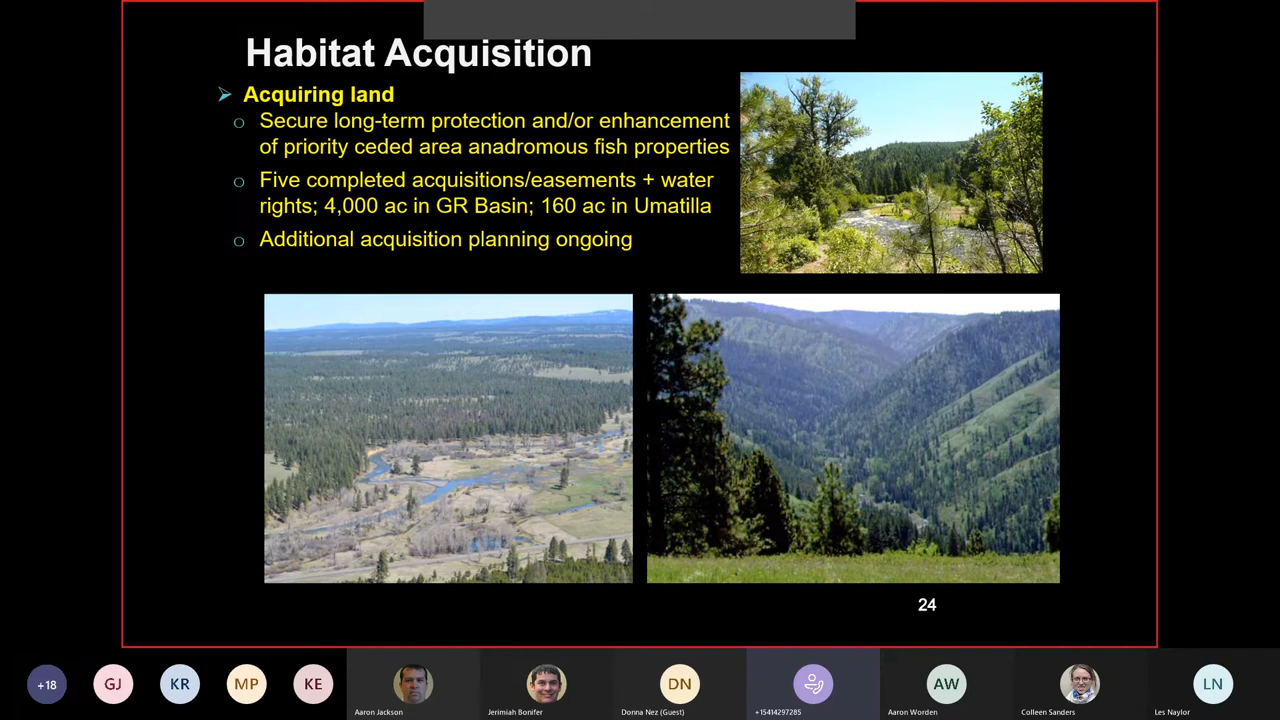 Habitat Acquisition
Acquiring land
Secure long-term protection and/or enhancement
of priority ceded area anadromous fish properties
Five completed acquisitions/easements + water
rights; 4,000 ac in GR Basin; 160 ac in Umatilla
Additional acquisition planning ongoing
24
+18
GJ
KR
MP
KE
DN
AW
LN
Aaron Jackson
Jerimiah Bonifer
Donna Nez (Guest)
+15414297285
Aaron Worden
Colleen Sanders
Les Naylor